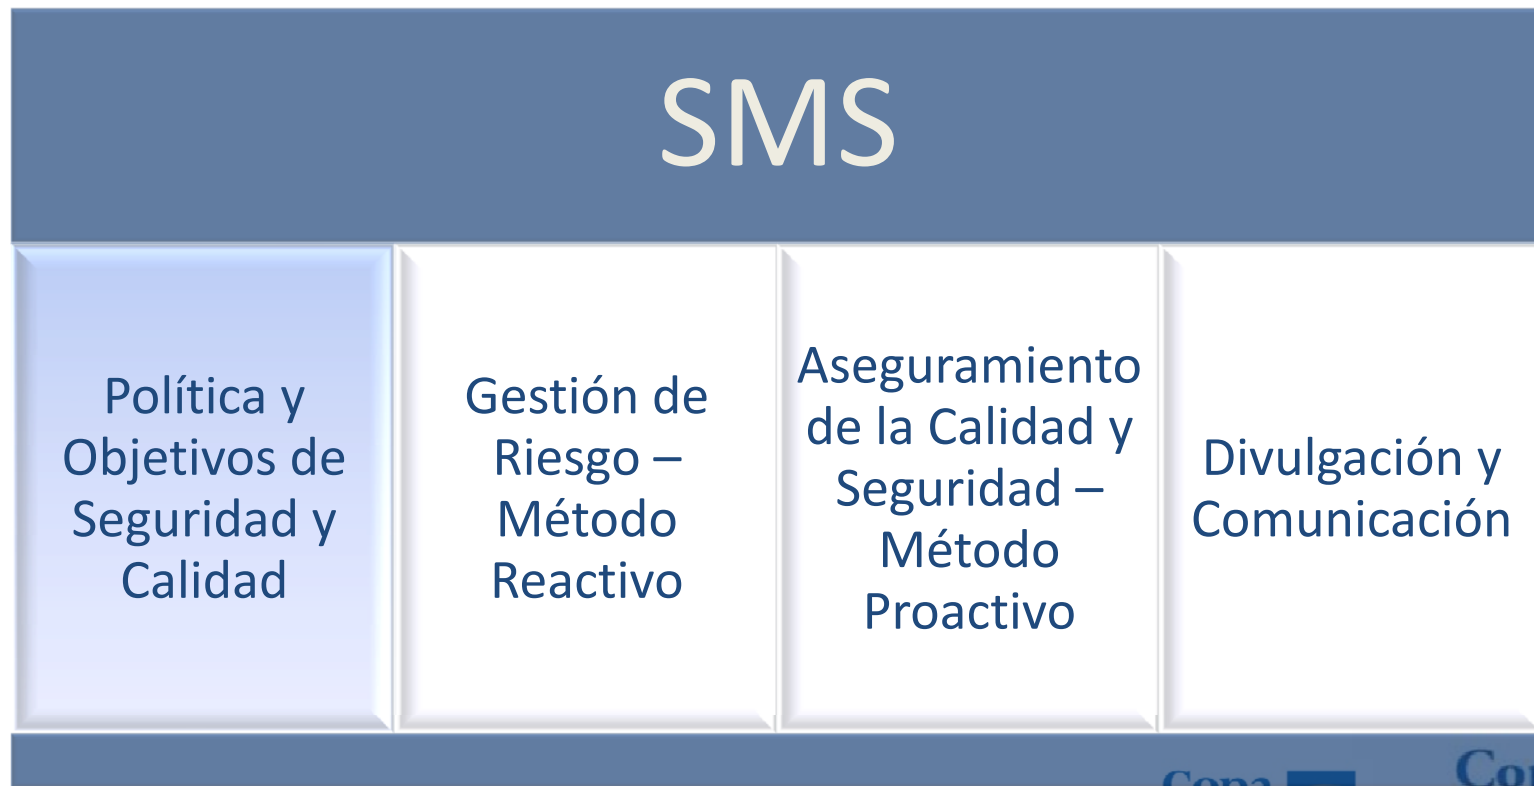 SMS
Política y
Objetivos de
Seguridad y
Calidad
Gestión de
Riesgo –
Método
Reactivo
Aseguramiento
de la Calidad y
Seguridad –
Método
Proactivo
Divulgación y
Comunicación
Copa